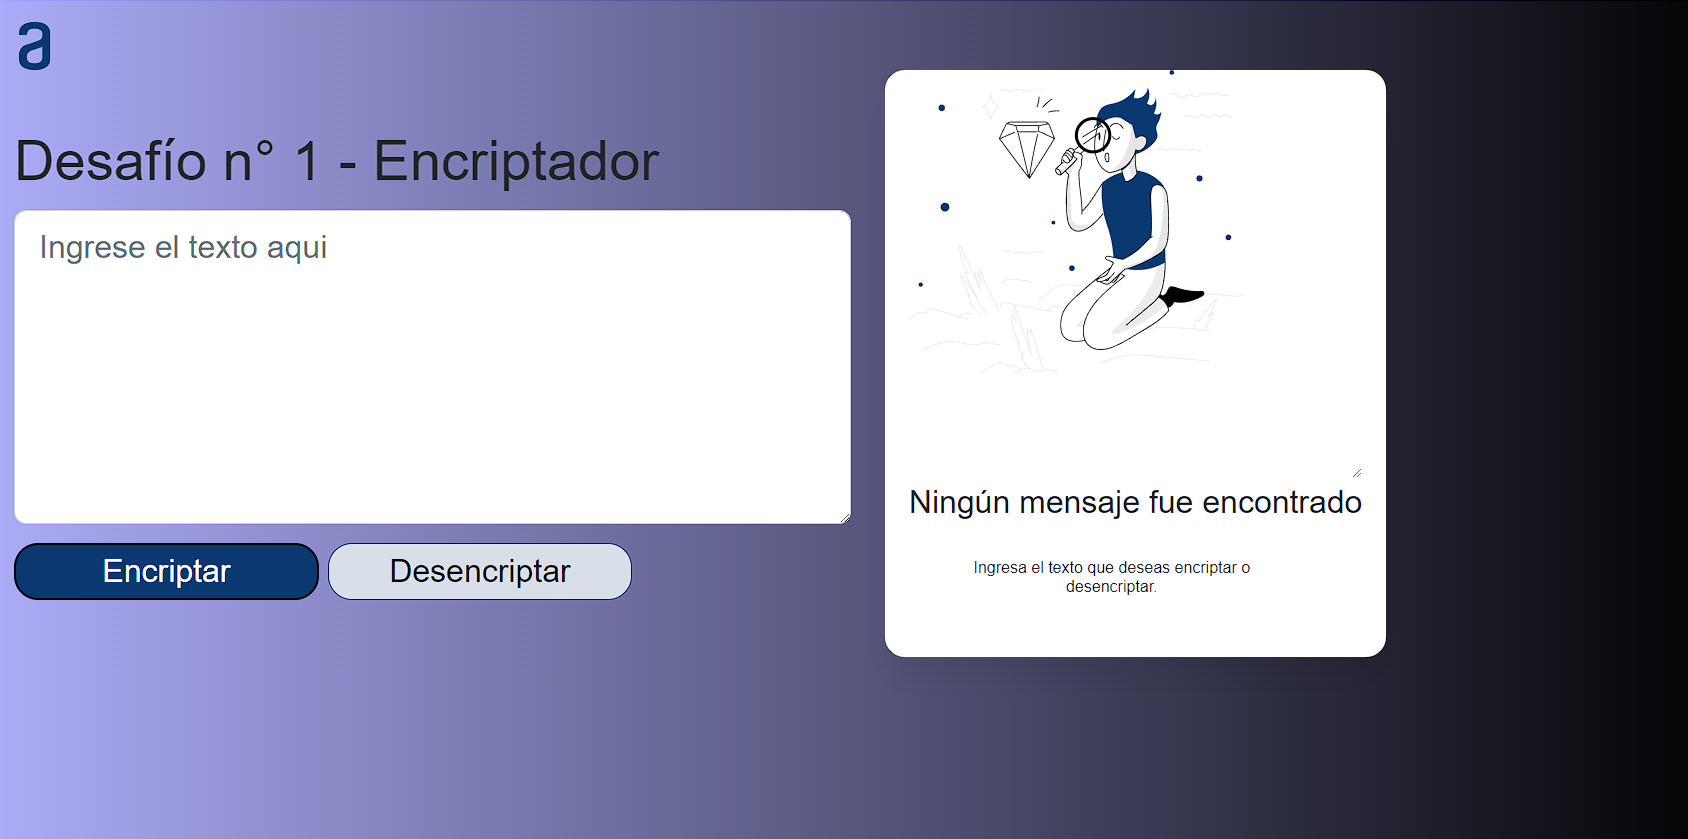 a
Desafío n° 1 - Encriptador
Ingrese el texto aqui
Encriptar
Desencriptar
Ningún mensaje fue encontrado
Ingresa el texto que deseas encriptar o
desencriptar.